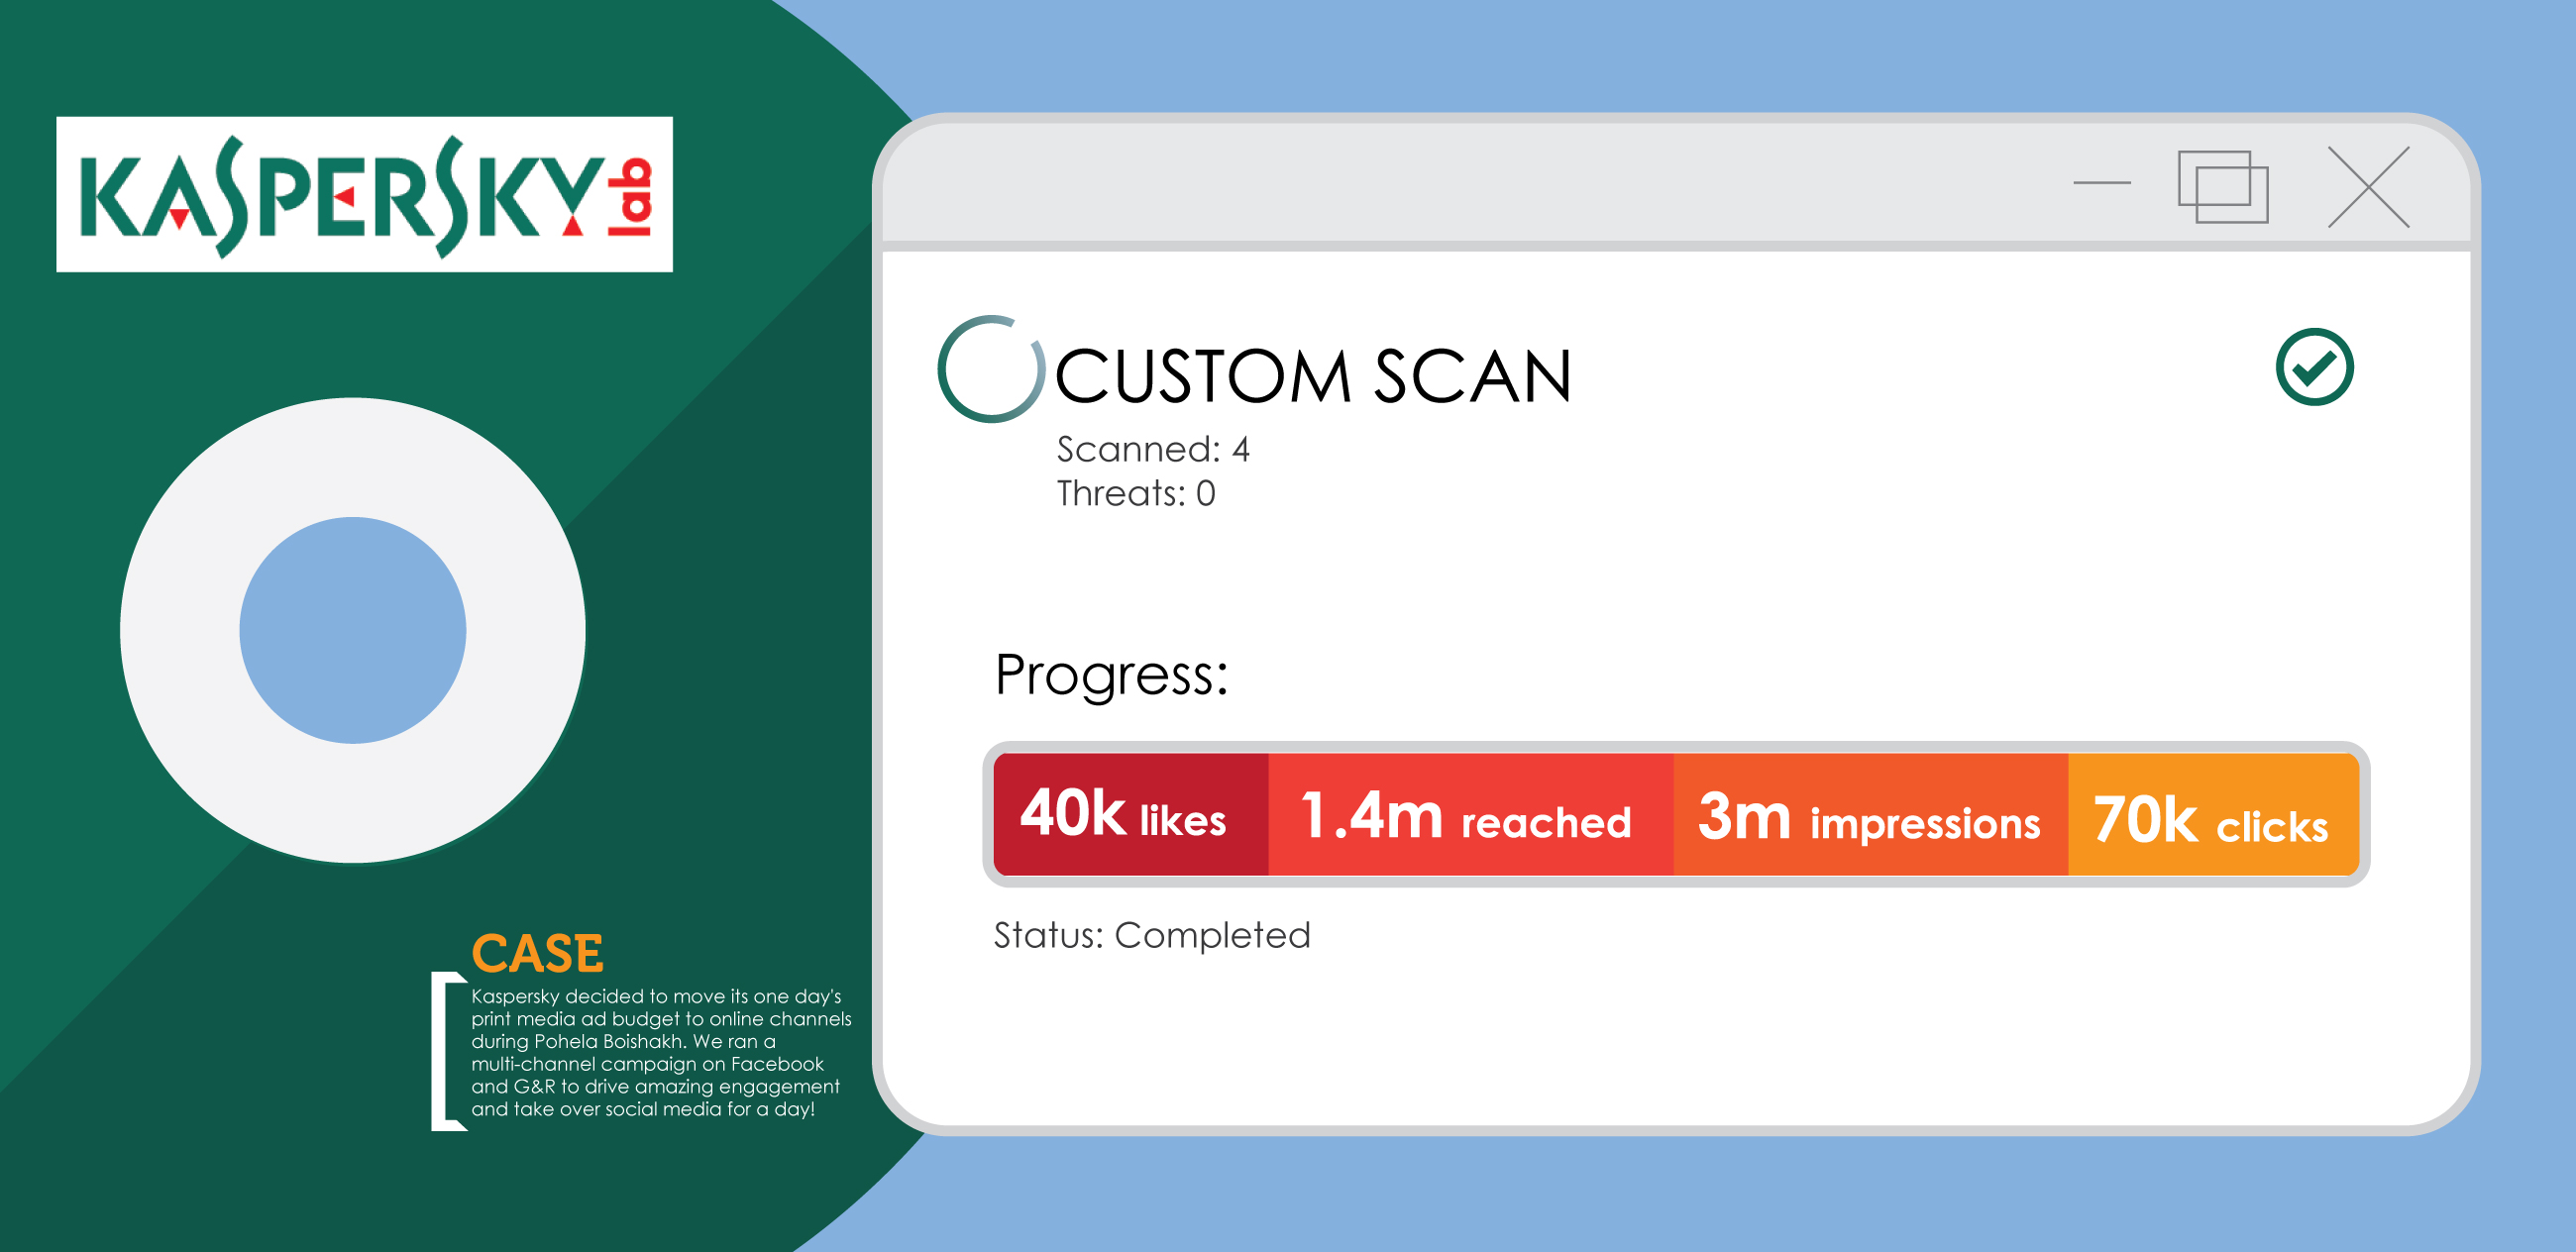 KASPERSKY lab
CUSTOM SCAN
Scanned: 4
Threats: 0
Progress:
40k likes 1.4m reached 3m impressions 70k clicks
Status: Completed
CASE
Kaspersky decided to move its one day's
print media ad budget to online channels
during Pohela Boishakh. We ran a
multi-channel campaign on Facebook
and G&R to drive amazing engagement
and take over social media for a day!